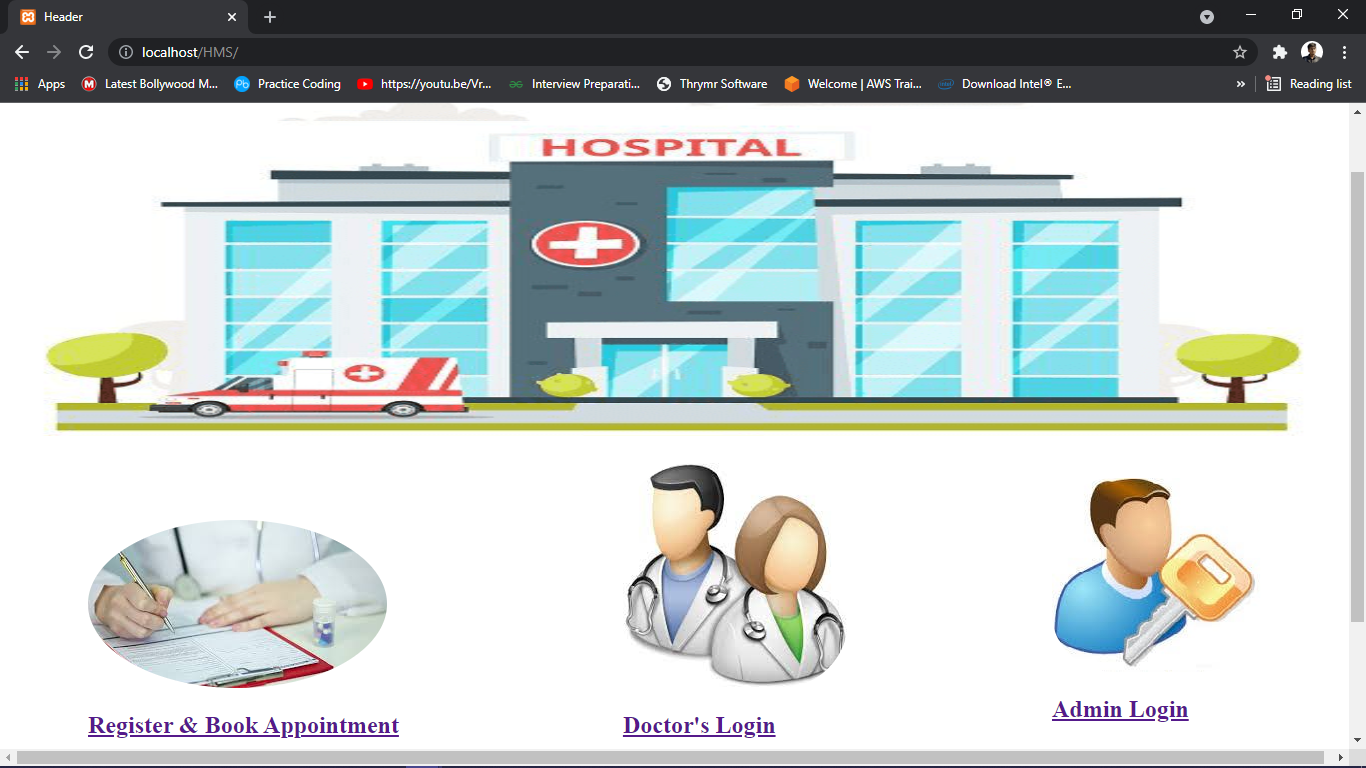 Header
localhost/HMS/
Apps Latest Bollywood M... Pb Practice Coding https://youtu.be/Vr... Interview Preparati... Thrymr Software Welcome | AWS Trai... Download Intel® E... » Reading list
HOSPITAL
Register & Book Appointment
Doctor's Login
Admin Login